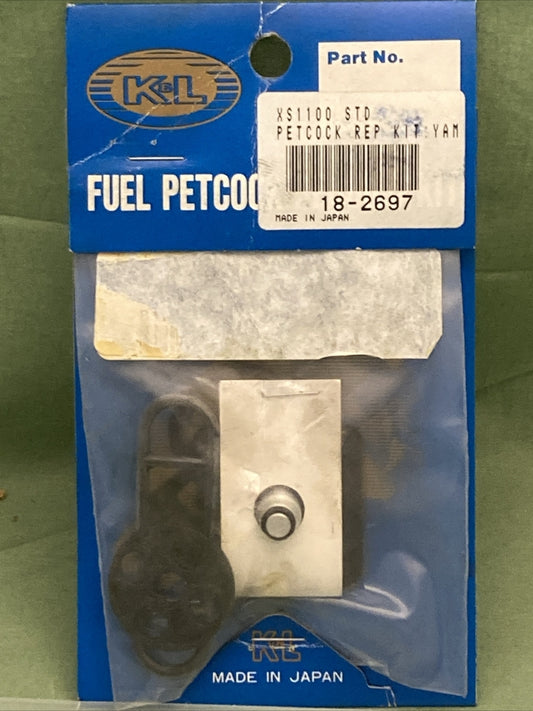 K&L
Part No.
XS1100 STD
PETCOCK REP KIT YAM
18-2697
MADE IN JAPAN
FUEL PETCOC
K&L
MADE IN JAPAN